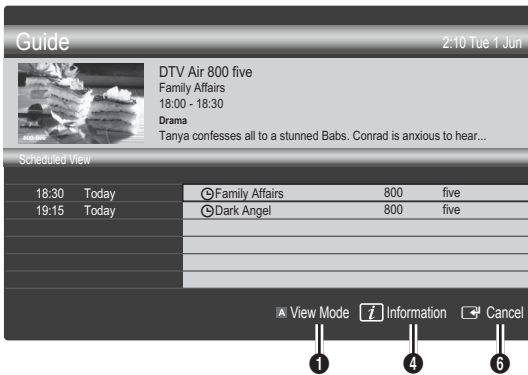 Guide 2:10 Tue 1 Jun
DTV Air 800 five
Family Affairs
18:00 - 18:30
Drama
Tanya confesses all to a stunned Babs. Conrad is anxious to hear...
800 five
Scheduled View
18:30 Today Family Affairs 800 five
19:15 Today Dark Angel 800 five
A View Mode i Information Cancel
1 4 6